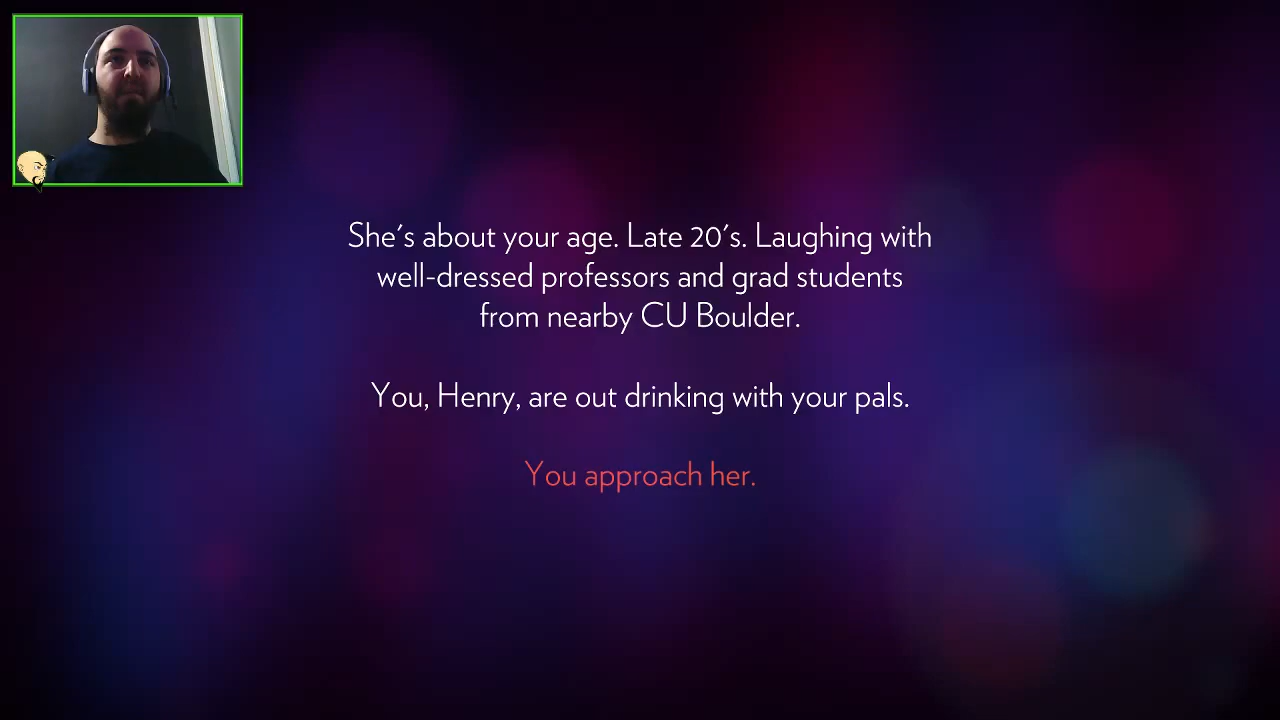 She's about your age. Late 20's. Laughing with
well-dressed professors and grad students
from nearby CU Boulder.
You, Henry, are out drinking with your pals.
You approach her.